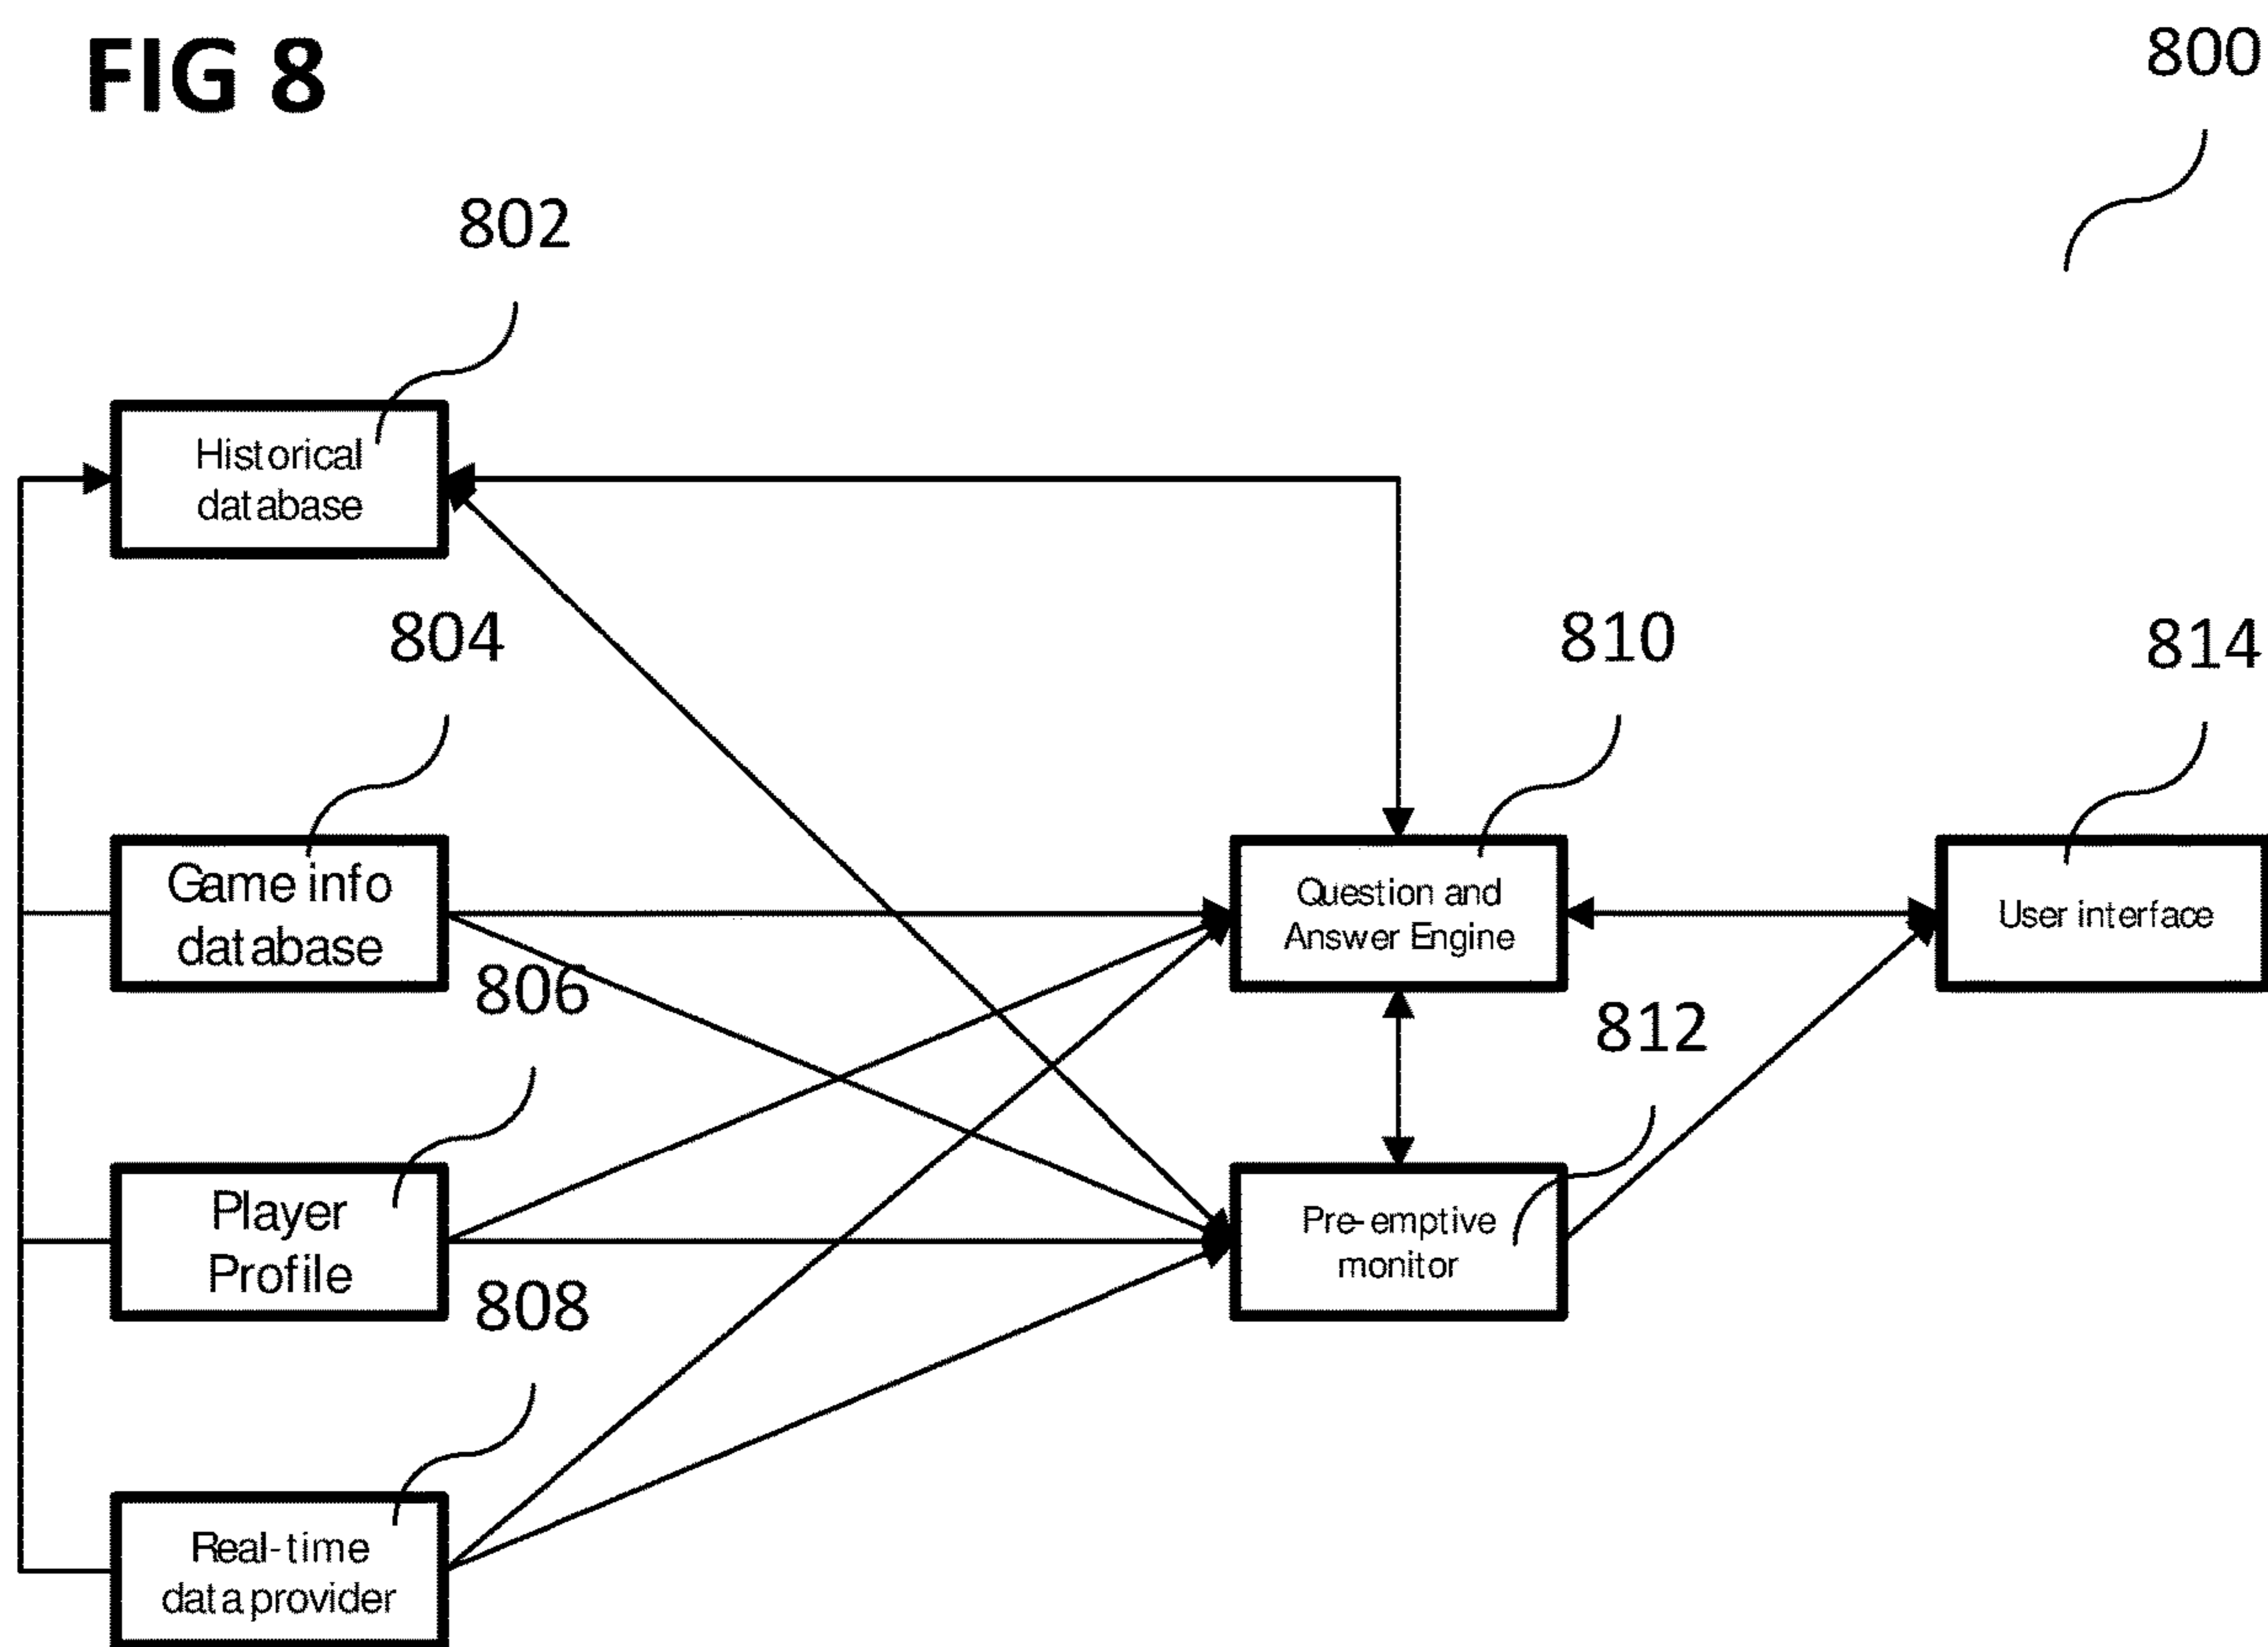 FIG 8
800
802
Historical
database
804
810
814
Game info
database
Question and
Answer Engine
User interface
806
812
Player
Profile
Pre-emptive
monitor
808
Real-time
data provider